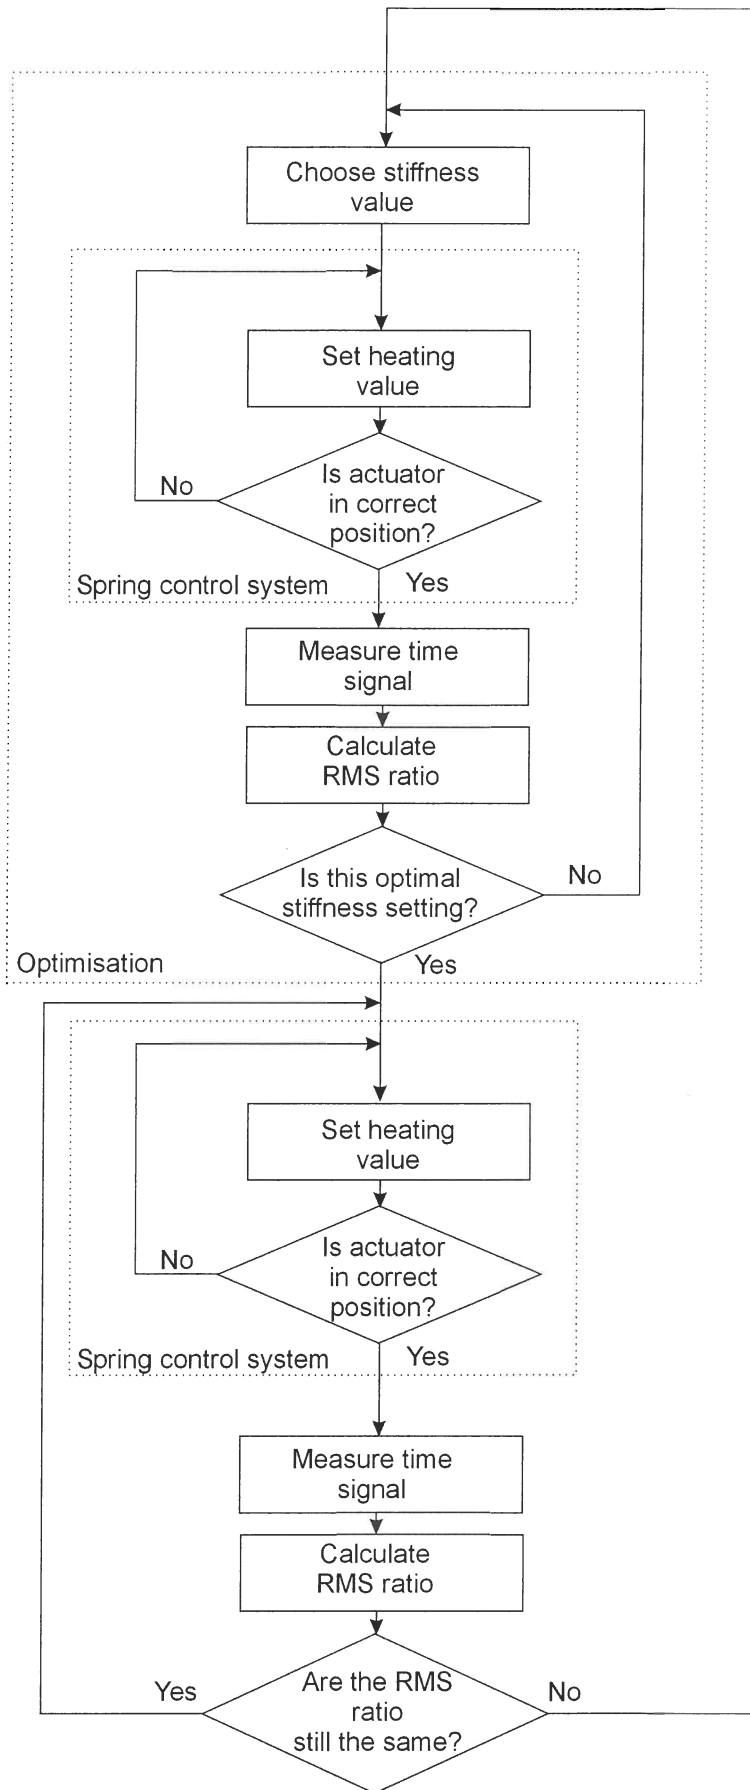 Choose stiffness
value
Set heating
value
Is actuator
in correct
position?
No
Spring control system
Yes
Measure time
signal
Calculate
RMS ratio
Is this optimal
stiffness setting?
No
Optimisation
Yes
Set heating
value
Is actuator
in correct
position?
No
Spring control system
Yes
Measure time
signal
Calculate
RMS ratio
Are the RMS
ratio
still the same?
Yes
No